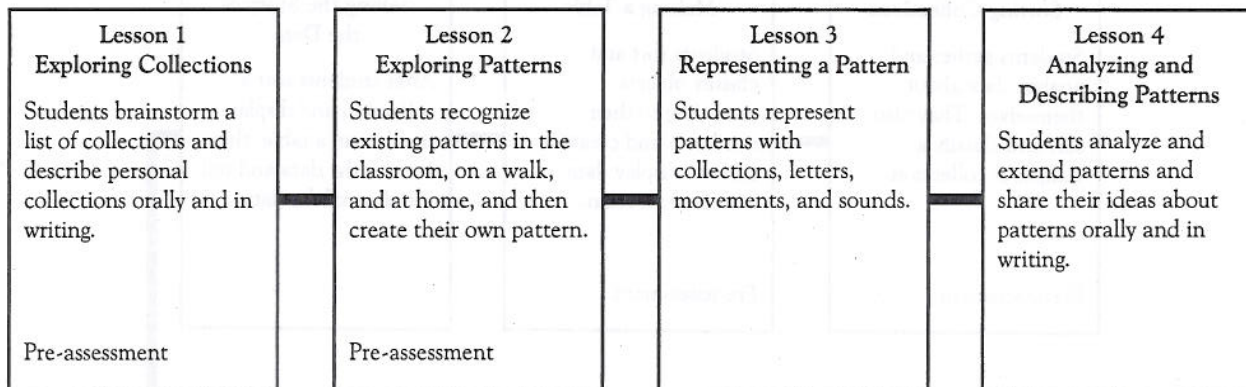 Lesson 1
Exploring Collections
Students brainstorm a
list of collections and
describe personal
collections orally and in
writing.
Pre-assessment
Lesson 2
Exploring Patterns
Students recognize
existing patterns in the
classroom, on a walk,
and at home, and then
create their own pattern.
Pre-assessment
Lesson 3
Representing a Pattern
Students represent
patterns with
collections, letters,
movements, and sounds.
Lesson 4
Analyzing and
Describing Patterns
Students analyze and
extend patterns and
share their ideas about
patterns orally and in
writing.